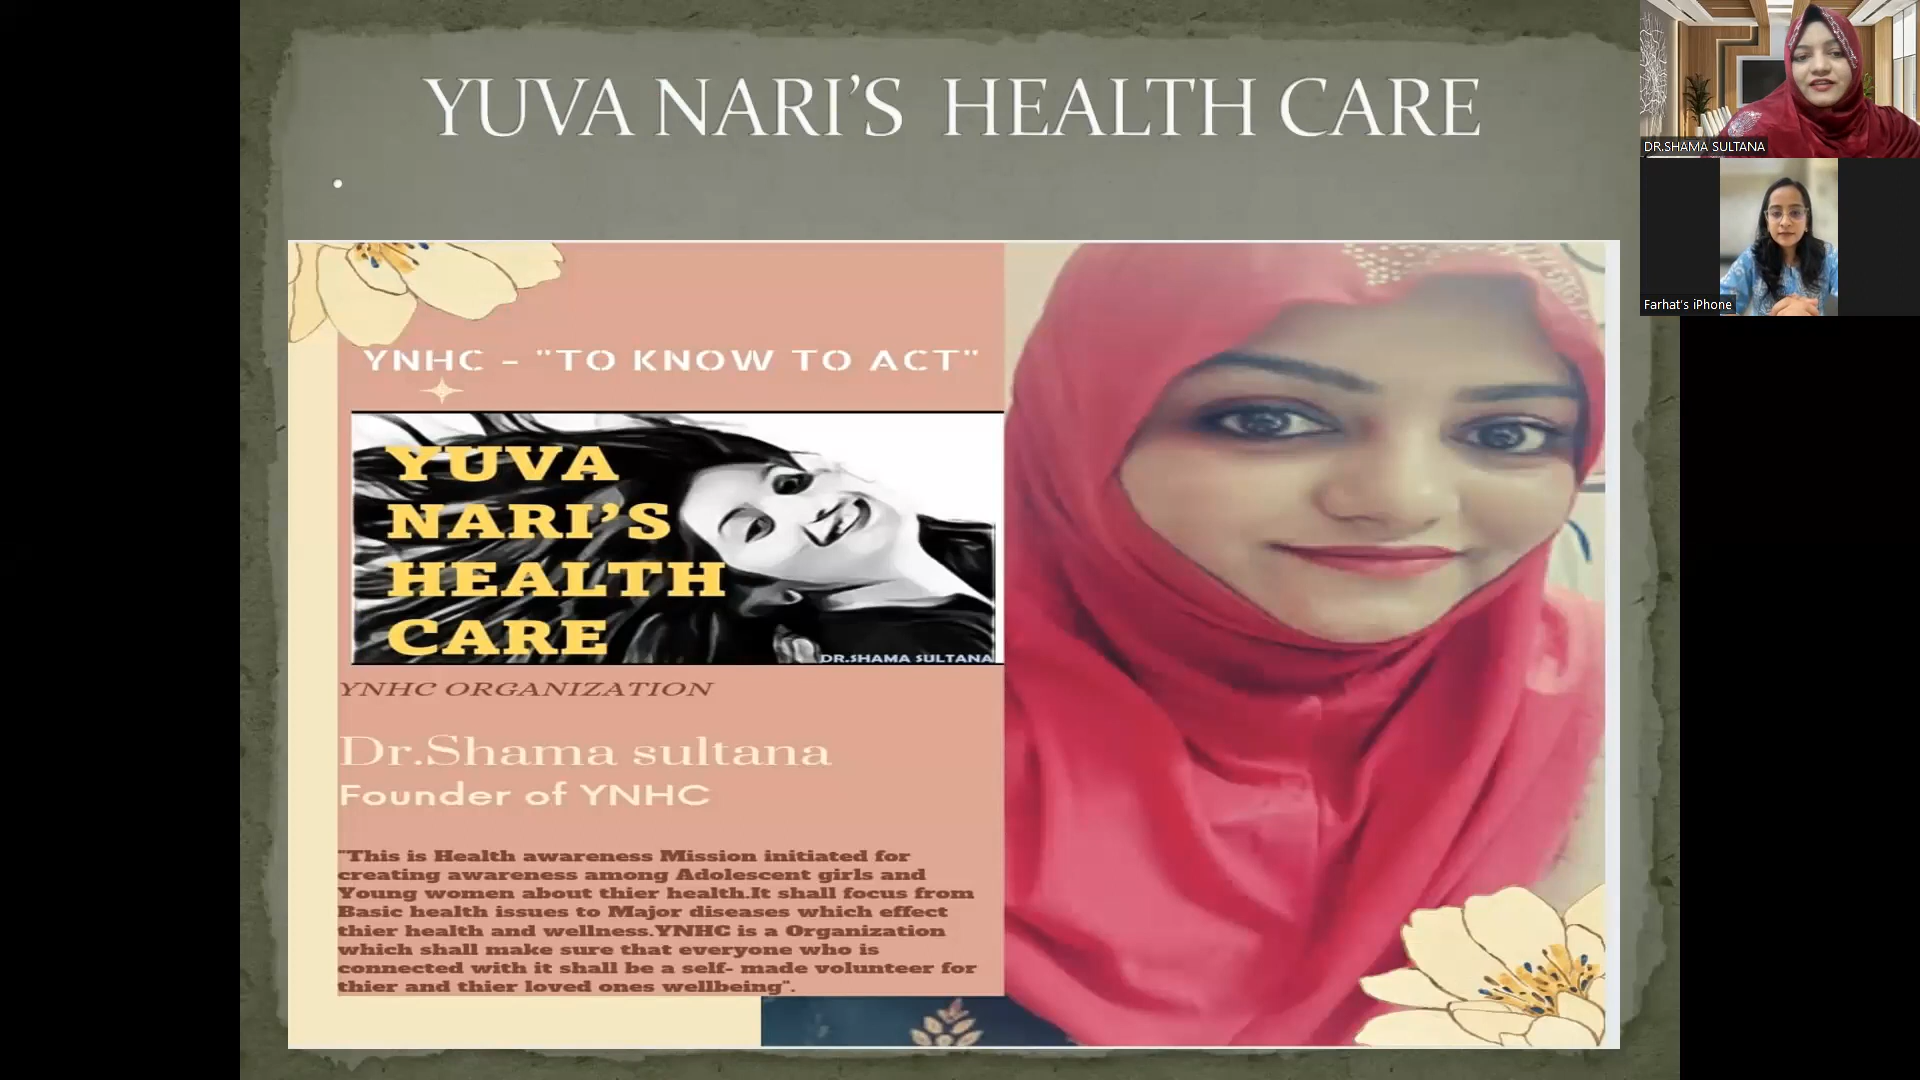 YUVA NARI’S HEALTH CARE
YNHC - "TO KNOW TO ACT"
YUVA
NARI’S
HEALTH
CARE
DR.SHAMA SULTANA
YNHC ORGANIZATION
Dr.Shama sultana
Founder of YNHC
"This is Health awareness Mission initiated for
creating awareness among Adolescent girls and
Young women about thier health.It shall focus from
Basic health issues to Major diseases which effect
thier health and wellness.YNHC is a Organization
which shall make sure that everyone who is
connected with it shall be a self- made volunteer for
thier and thier loved ones wellbeing".
DR.SHAMA SULTANA
Farhat's iPhone